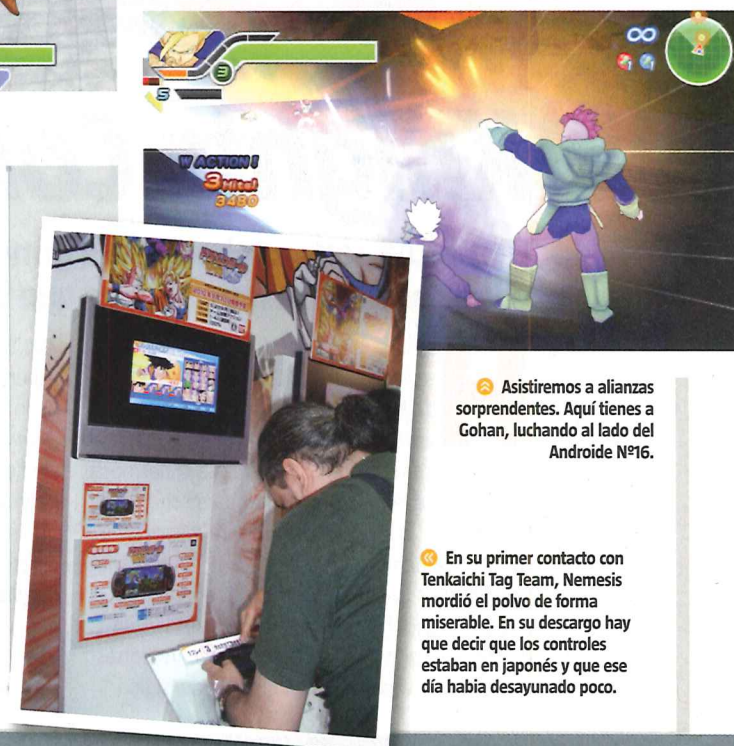 3
5
W ACTION!
3 Hits!
3480
Asistiremos a alianzas
sorprendentes. Aquí tienes a
Gohan, luchando al lado del
Androide Nº16.
En su primer contacto con
Tenkaichi Tag Team, Nemesis
mordió el polvo de forma
miserable. En su descargo hay
que decir que los controles
estaban en japonés y que ese
día habia desayunado poco.